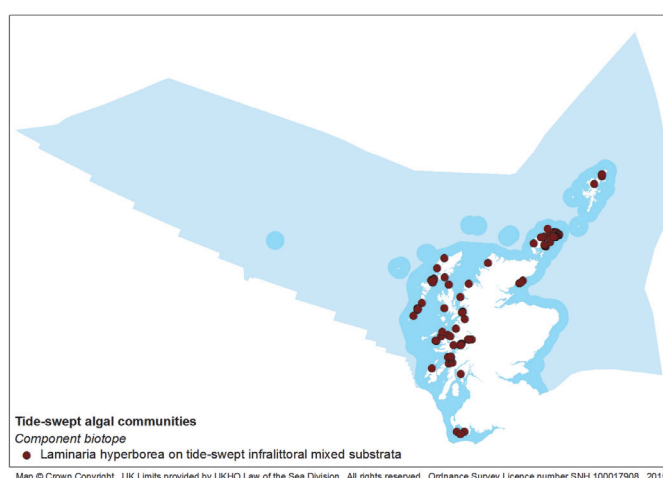 Tide-swept algal communities
Component biotope
Laminaria hyperborea on tide-swept infralittoral mixed substrata
Map © Crown Copyright. UK Limits provided by UKHO Law of the Sea Division. All rights reserved. Ordnance Survey Licence number SNH 100017908